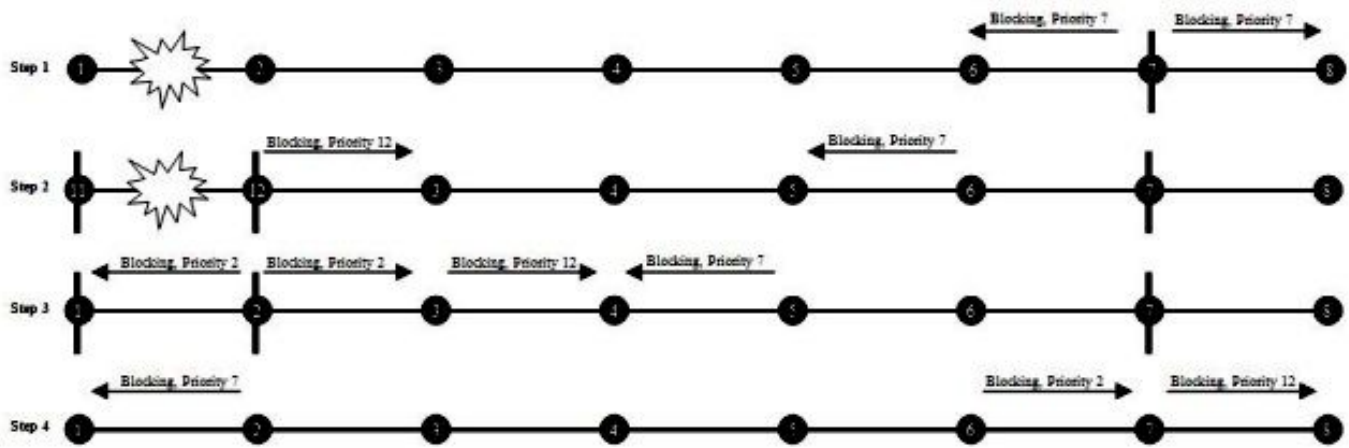 Blocking, Priority 7 Blocking, Priority 7
Step 1 1 2 3 4 5 6 7 8
Blocking, Priority 12 Blocking, Priority 7
Step 2 11 12 3 4 5 6 7 8
Blocking, Priority 2 Blocking, Priority 2 Blocking, Priority 12 Blocking, Priority 7
Step 3 1 2 3 4 5 6 7 8
Blocking, Priority 7 Blocking, Priority 2 Blocking, Priority 12
Step 4 1 2 3 4 5 6 7 8